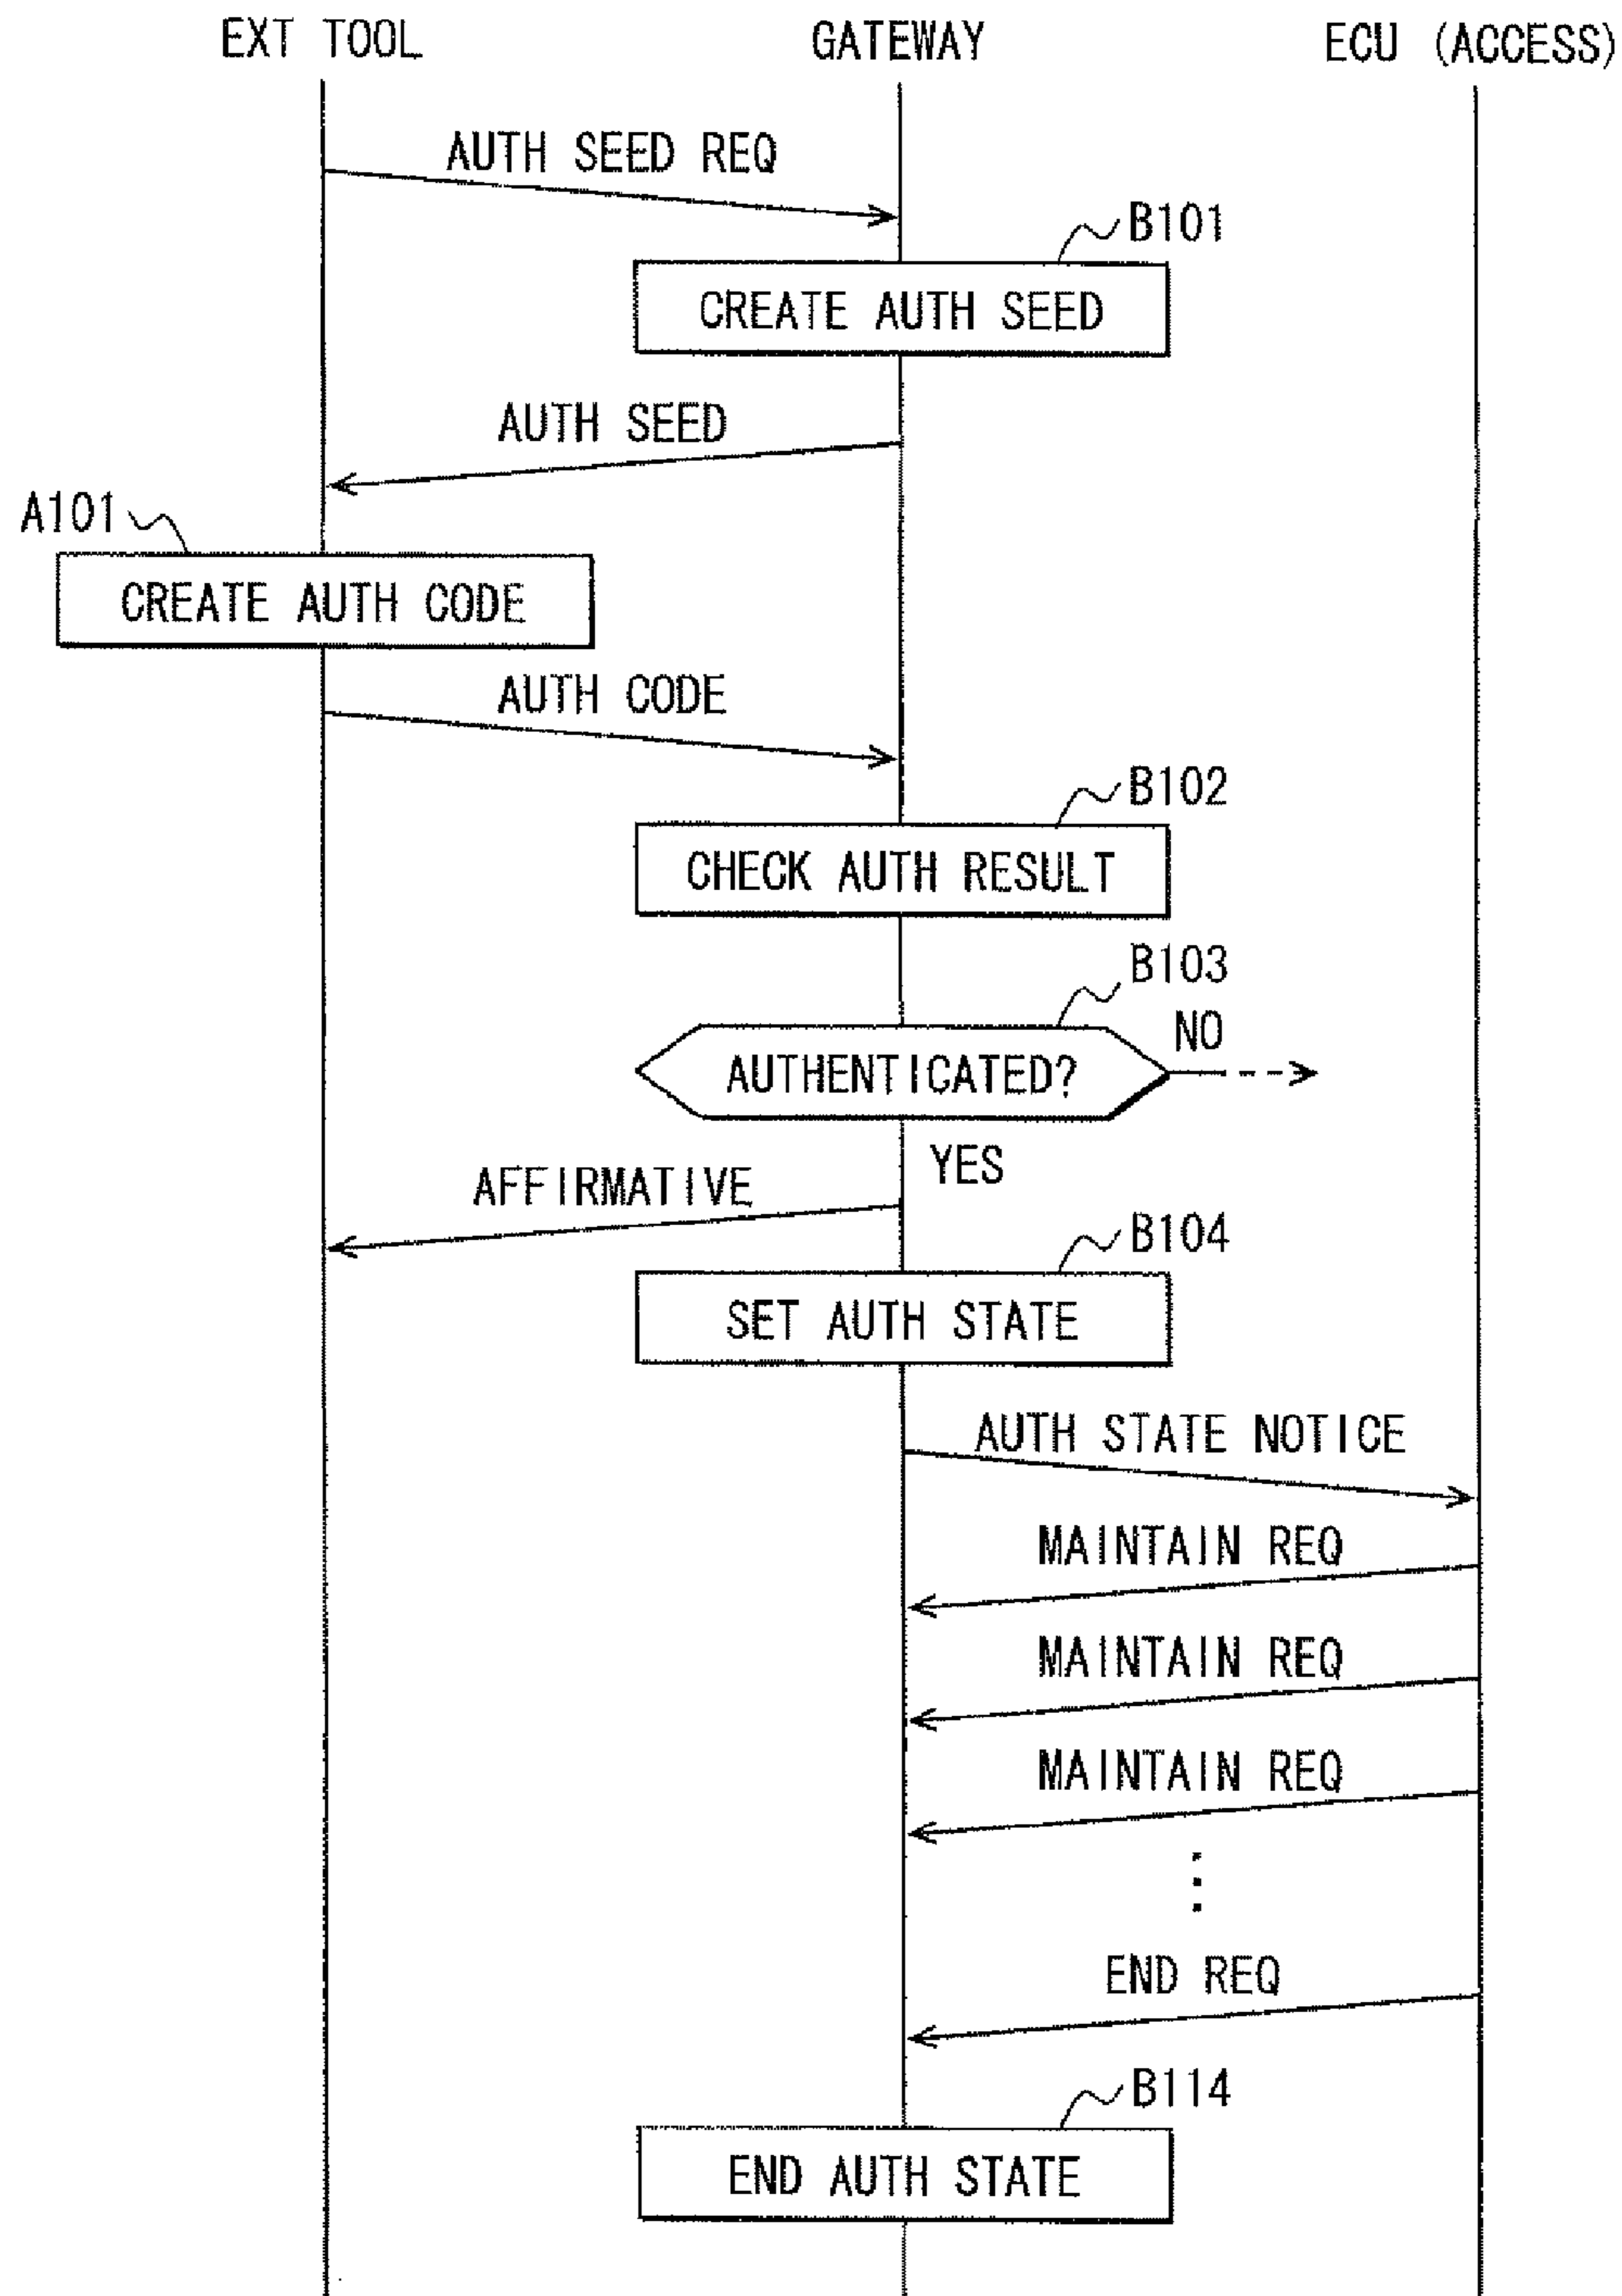 EXT TOOL
GATEWAY
ECU (ACCESS)
AUTH SEED REQ
B101
CREATE AUTH SEED
AUTH SEED
A101
CREATE AUTH CODE
AUTH CODE
B102
CHECK AUTH RESULT
B103
NO
AUTHENTICATED?
YES
AFFIRMATIVE
B104
SET AUTH STATE
AUTH STATE NOTICE
MAINTAIN REQ
MAINTAIN REQ
MAINTAIN REQ
END REQ
B114
END AUTH STATE